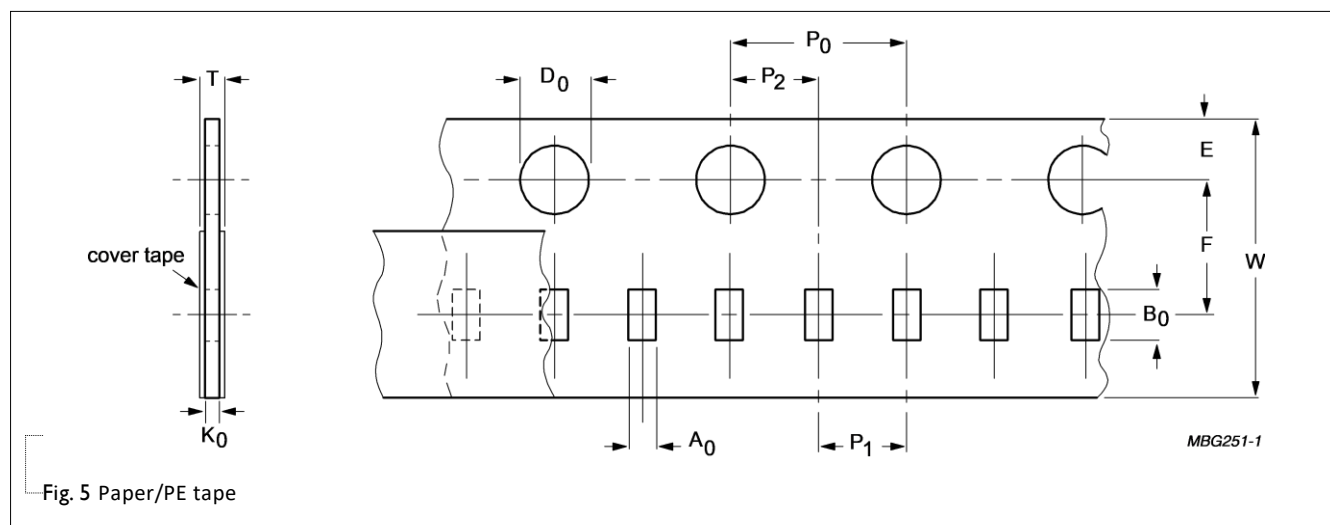 P0
T
D0
P2
E
F
W
cover tape
B0
K0
A0
P1
MBG251-1
Fig. 5 Paper/PE tape